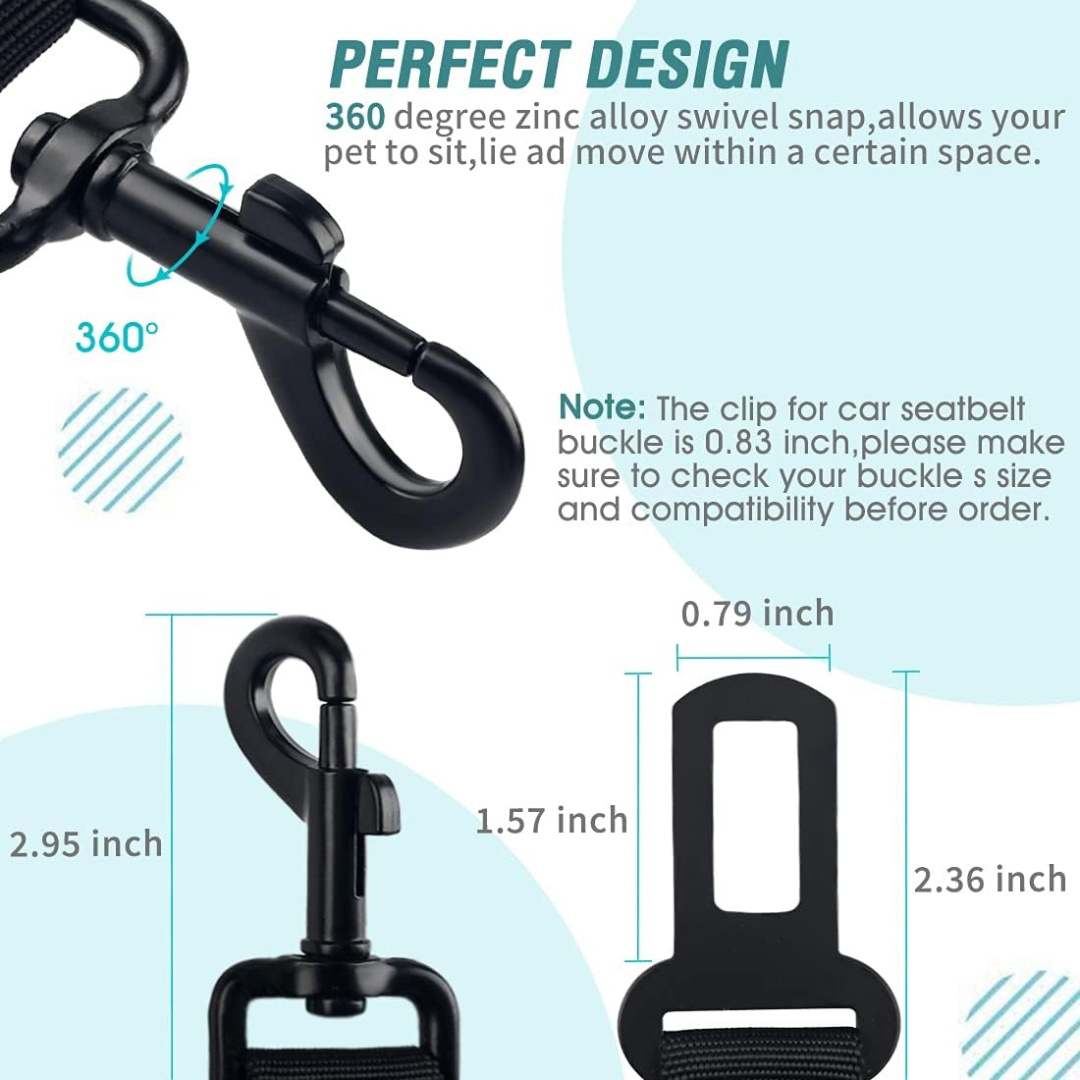 PERFECT DESIGN
360 degree zinc alloy swivel snap,allows your
pet to sit,lie ad move within a certain space.
360°
Note: The clip for car seatbelt
buckle is 0.83 inch,please make
sure to check your buckle s size
and compatibility before order.
0.79 inch
1.57 inch
2.95 inch
2.36 inch